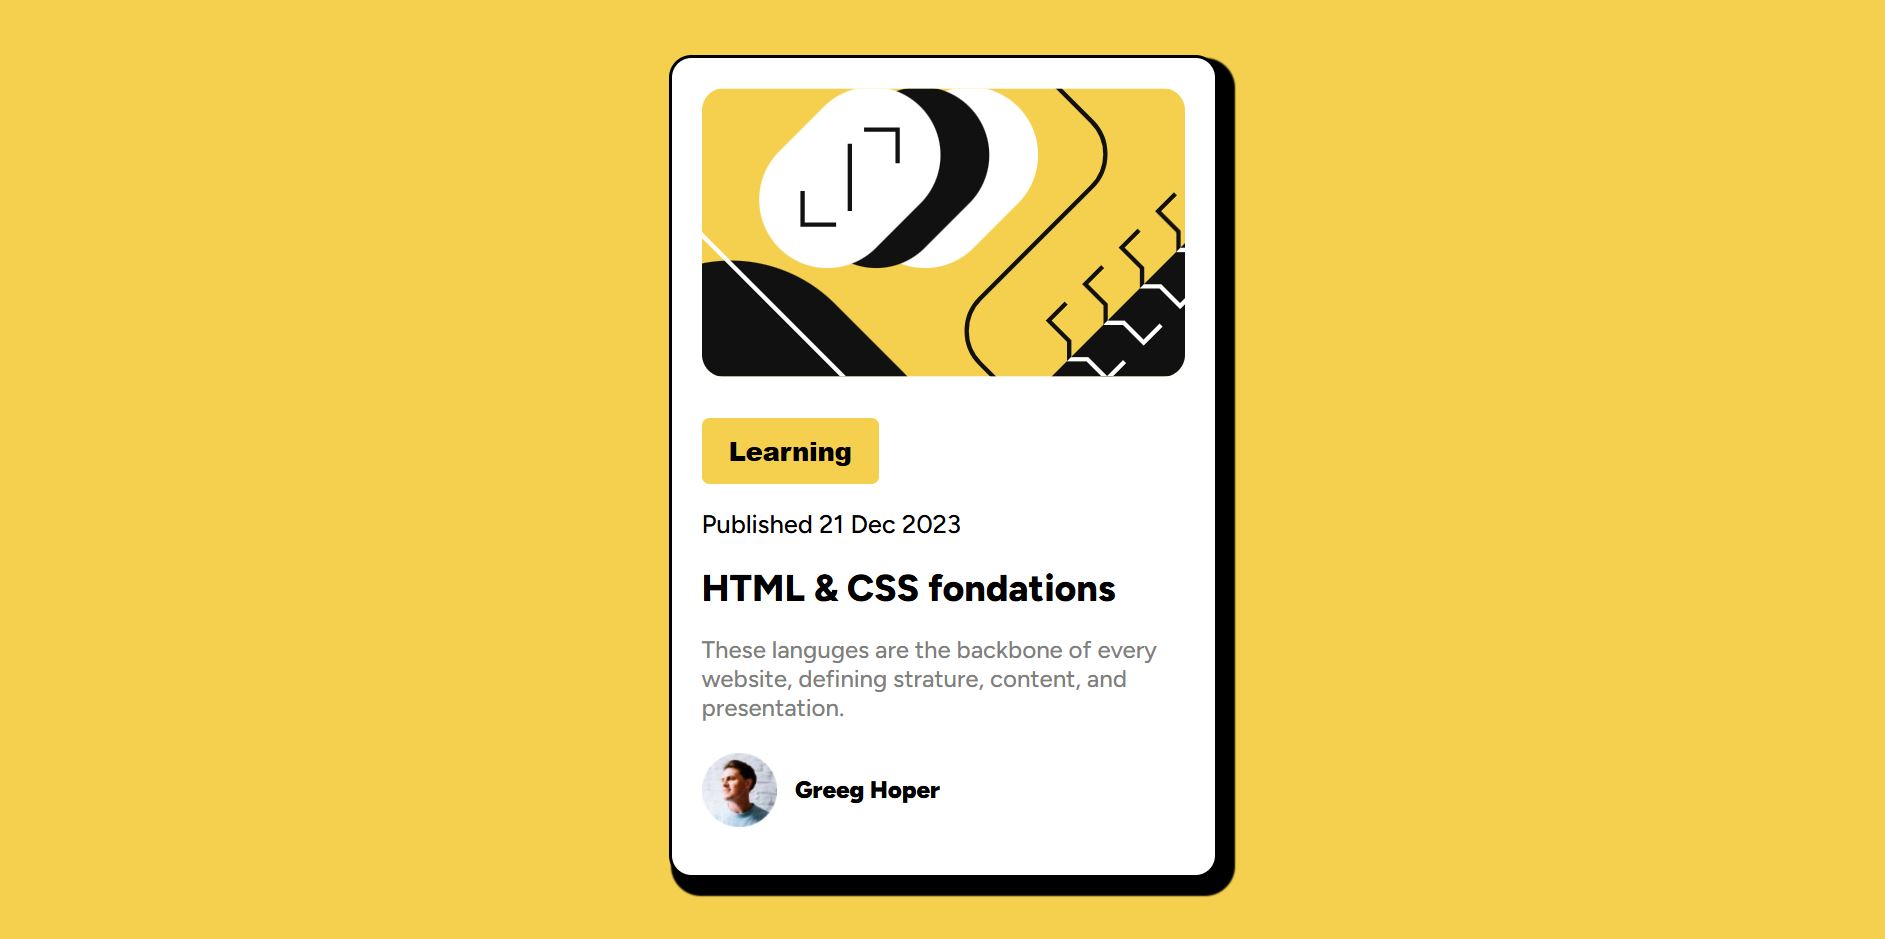 Learning
Published 21 Dec 2023
HTML & CSS fondations
These languges are the backbone of every
website, defining strature, content, and
presentation.
Greeg Hoper